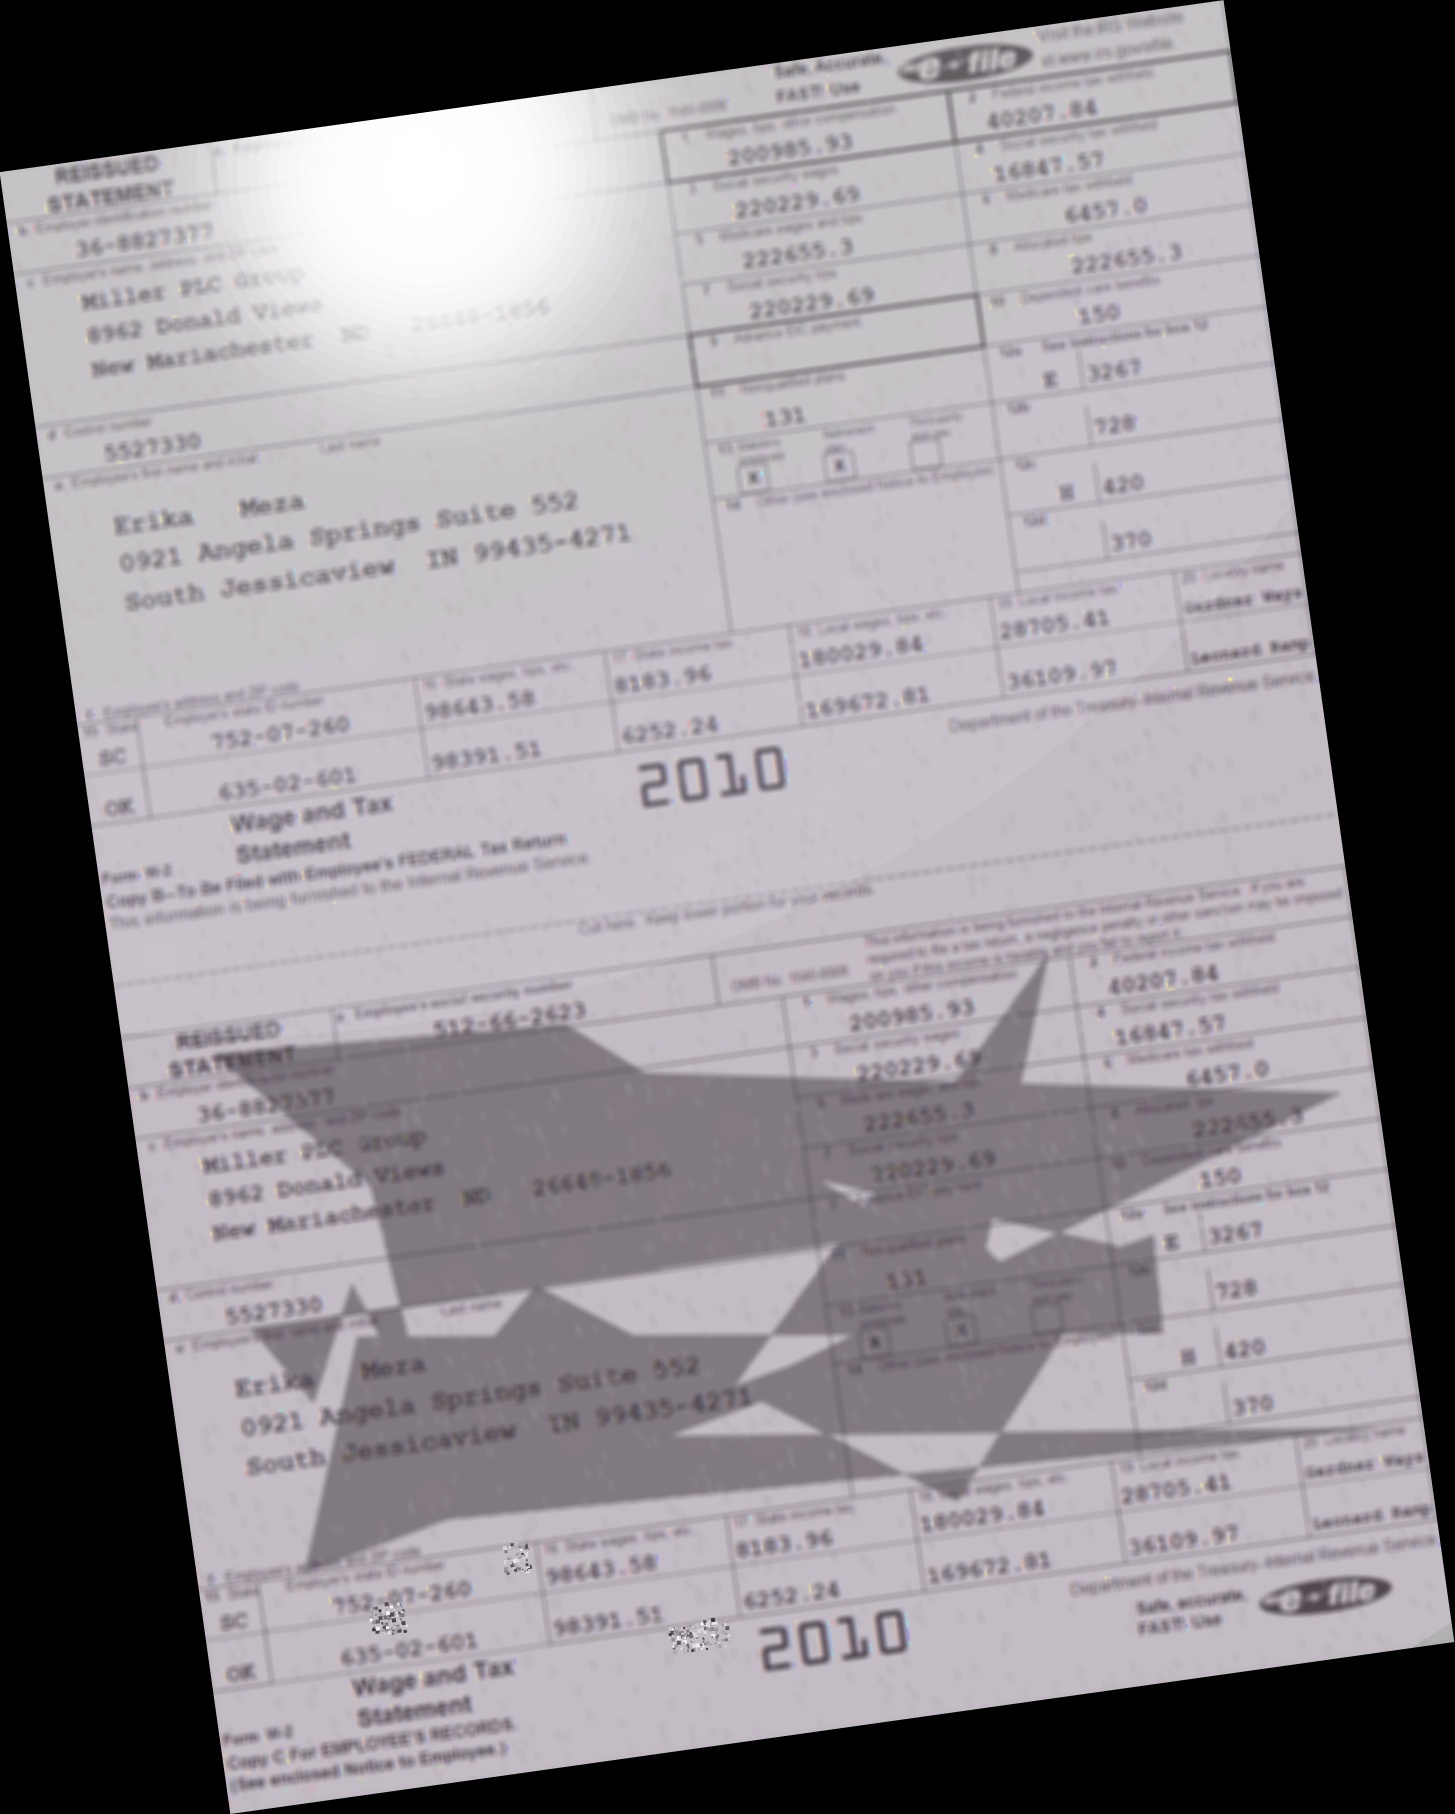 Visit the IRS Website
at www.irs.gov/efile.
Safe, Accurate,
FAST! Use
e-file
REISSUED
STATEMENT
OMB No. 1545-0008
1 Wages, tips, other compensation
200985.93
2 Federal income tax withheld
40207.84
3 Social security wages
220229.69
4 Social security tax withheld
16847.57
b Employer identification number
36-8827377
5 Medicare wages and tips
222655.3
6 Medicare tax withheld
6457.0
c Employer's name, address, and ZIP code
Miller PLC Group
8962 Donald Views
New Mariachester ND 26648-1856
7 Social security tips
220229.69
8 Allocated tips
222655.3
9 Advance EIC payment
10 Dependent care benefits
150
11 Nonqualified plans
131
12a See instructions for box 12
E 3267
12b
728
12c
H 420
12d
370
d Control number
5527330
13 Statutory employee
X
Retirement plan
X
Third-party sick pay
14 Other (see enclosed Notice to Employee)
e Employee's first name and initial
Last name
Erika Meza
0921 Angela Springs Suite 552
South Jessicaview IN 99435-4271
f Employee's address and ZIP code
15 State
Employer's state ID number
16 State wages, tips, etc.
17 State income tax
18 Local wages, tips, etc.
19 Local income tax
20 Locality name
SC 752-07-260 98643.58 8183.96 180029.84 28705.41 Gardner Ways
OK 635-02-601 98391.51 6252.24 169672.81 36109.97 Leonard Ramp
Wage and Tax
Statement
2010
Department of the Treasury-Internal Revenue Service
Form W-2
Copy B-To Be Filed with Employee's FEDERAL Tax Return
This information is being furnished to the Internal Revenue Service.
Cut here. Keep lower portion for your records.
This information is being furnished to the Internal Revenue Service. If you are
required to file a tax return, a negligence penalty or other sanction may be imposed
on you if this income is taxable and you fail to report it.
REISSUED
STATEMENT
a Employee's social security number
512-66-2623
OMB No. 1545-0008
1 Wages, tips, other compensation
200985.93
2 Federal income tax withheld
40207.84
3 Social security wages
220229.69
4 Social security tax withheld
16847.57
b Employer identification number
36-8827377
5 Medicare wages and tips
222655.3
6 Medicare tax withheld
6457.0
c Employer's name, address, and ZIP code
Miller PLC Group
8962 Donald Views
New Mariachester ND 26648-1856
7 Social security tips
220229.69
8 Allocated tips
222655.3
9 Advance EIC payment
10 Dependent care benefits
150
11 Nonqualified plans
131
12a See instructions for box 12
E 3267
12b
728
12c
H 420
12d
370
d Control number
5527330
13 Statutory employee
X
Retirement plan
X
Third-party sick pay
14 Other (see enclosed Notice to Employee)
e Employee's first name and initial
Last name
Erika Meza
0921 Angela Springs Suite 552
South Jessicaview IN 99435-4271
f Employee's address and ZIP code
15 State
Employer's state ID number
16 State wages, tips, etc.
17 State income tax
18 Local wages, tips, etc.
19 Local income tax
20 Locality name
SC 752-07-260 98643.58 8183.96 180029.84 28705.41 Gardner Ways
OK 635-02-601 98391.51 6252.24 169672.81 36109.97 Leonard Ramp
Wage and Tax
Statement
2010
Department of the Treasury-Internal Revenue Service
Safe, accurate,
FAST! Use
e-file
Form W-2
Copy C For EMPLOYEE'S RECORDS.
(See enclosed Notice to Employee.)